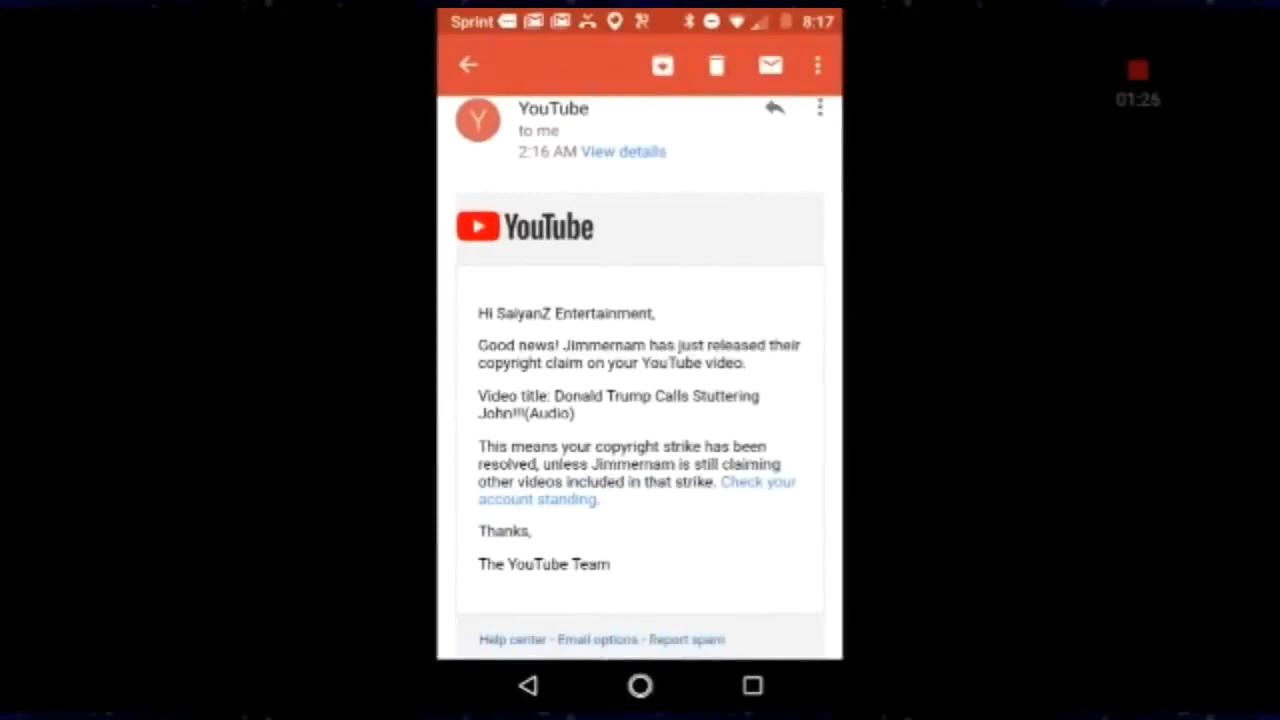 Sprint 8:17
01:25
YouTube
Y
to me
2:16 AM View details
YouTube
Hi SaiyanZ Entertainment,
Good news! Jimmernam has just released their
copyright claim on your YouTube video.
Video title: Donald Trump Calls Stuttering
John!!!(Audio)
This means your copyright strike has been
resolved, unless Jimmernam is still claiming
other videos included in that strike. Check your
account standing.
Thanks,
The YouTube Team
Help center - Email options - Report spam